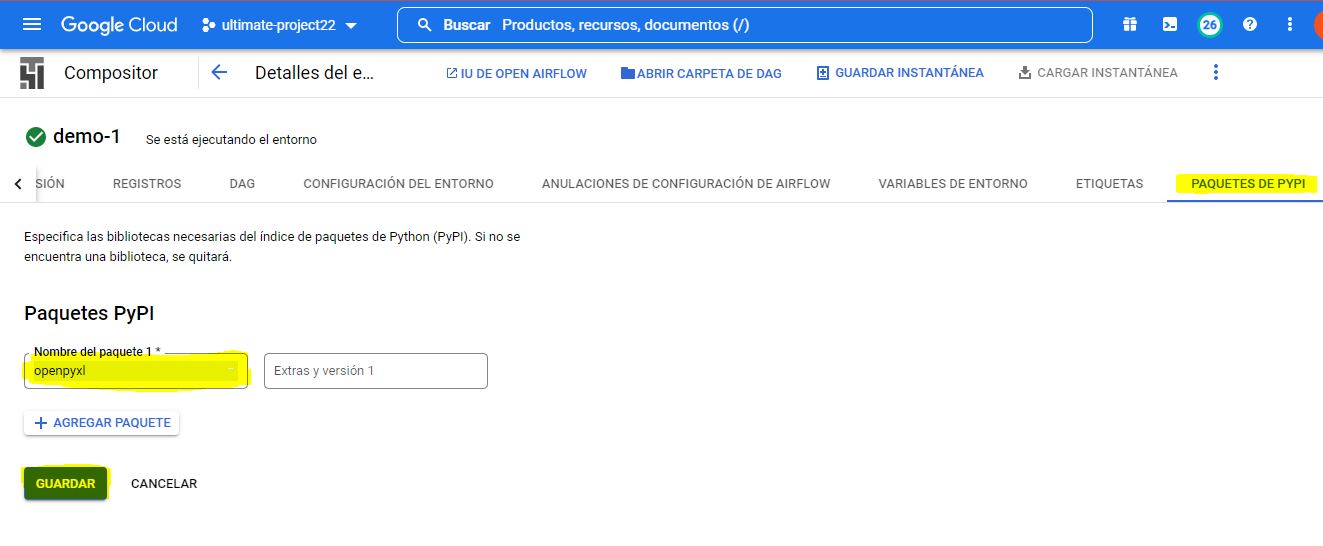 Google Cloud
ultimate-project22
Buscar Productos, recursos, documentos (/)
26
?
Compositor
Detalles del e...
IU DE OPEN AIRFLOW
ABRIR CARPETA DE DAG
GUARDAR INSTANTÁNEA
CARGAR INSTANTÁNEA
demo-1
Se está ejecutando el entorno
SIÓN
REGISTROS
DAG
CONFIGURACIÓN DEL ENTORNO
ANULACIONES DE CONFIGURACIÓN DE AIRFLOW
VARIABLES DE ENTORNO
ETIQUETAS
PAQUETES DE PYPI
Especifica las bibliotecas necesarias del índice de paquetes de Python (PyPI). Si no se
encuentra una biblioteca, se quitará.
Paquetes PyPI
Nombre del paquete 1 *
openpyxl
Extras y versión 1
AGREGAR PAQUETE
GUARDAR
CANCELAR